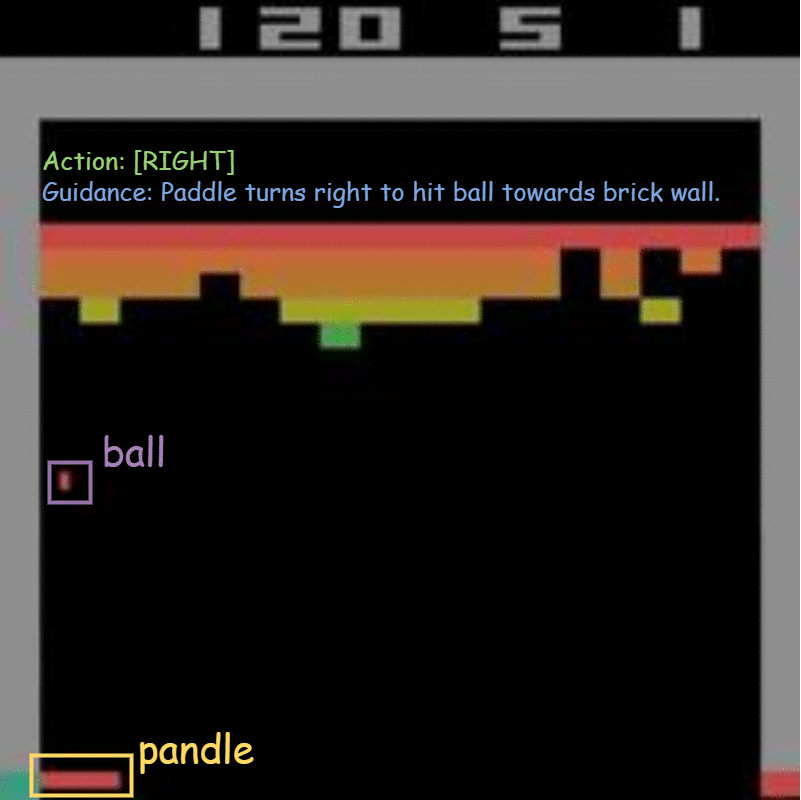 120 5 1
Action: [RIGHT]
Guidance: Paddle turns right to hit ball towards brick wall.
ball
pandle